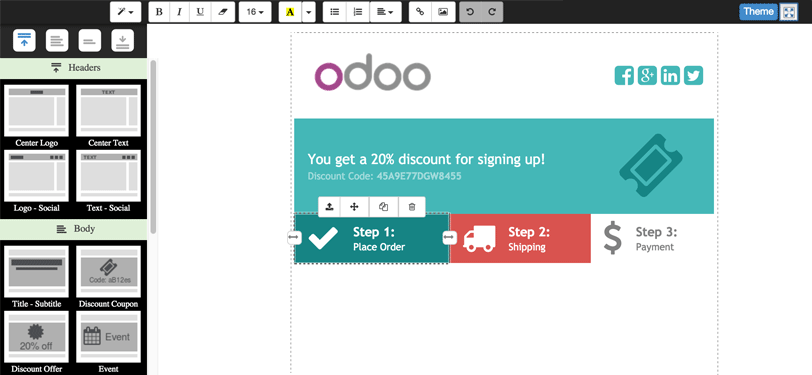 B I U 16 A
Theme
Headers
TEXT
Center Logo Center Text
TEXT
Logo - Social Text - Social
Body
Code: aB12es
Title - Subtitle Discount Coupon
20% off Event
Discount Offer Event
odoo
You get a 20% discount for signing up!
Discount Code: 45A9E77DGW8455
Step 1:
Place Order
Step 2:
Shipping
Step 3:
Payment